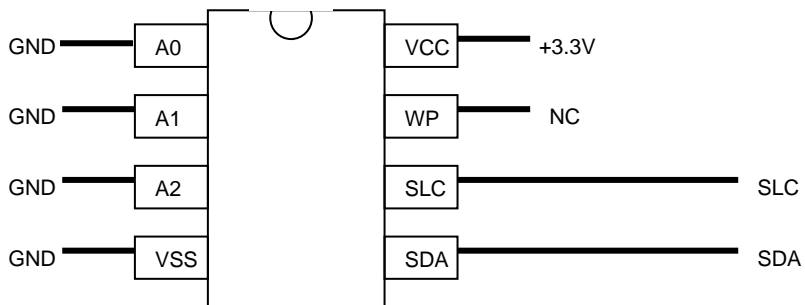 GND A0 VCC +3.3V
GND A1 WP NC
GND A2 SLC SLC
GND VSS SDA SDA